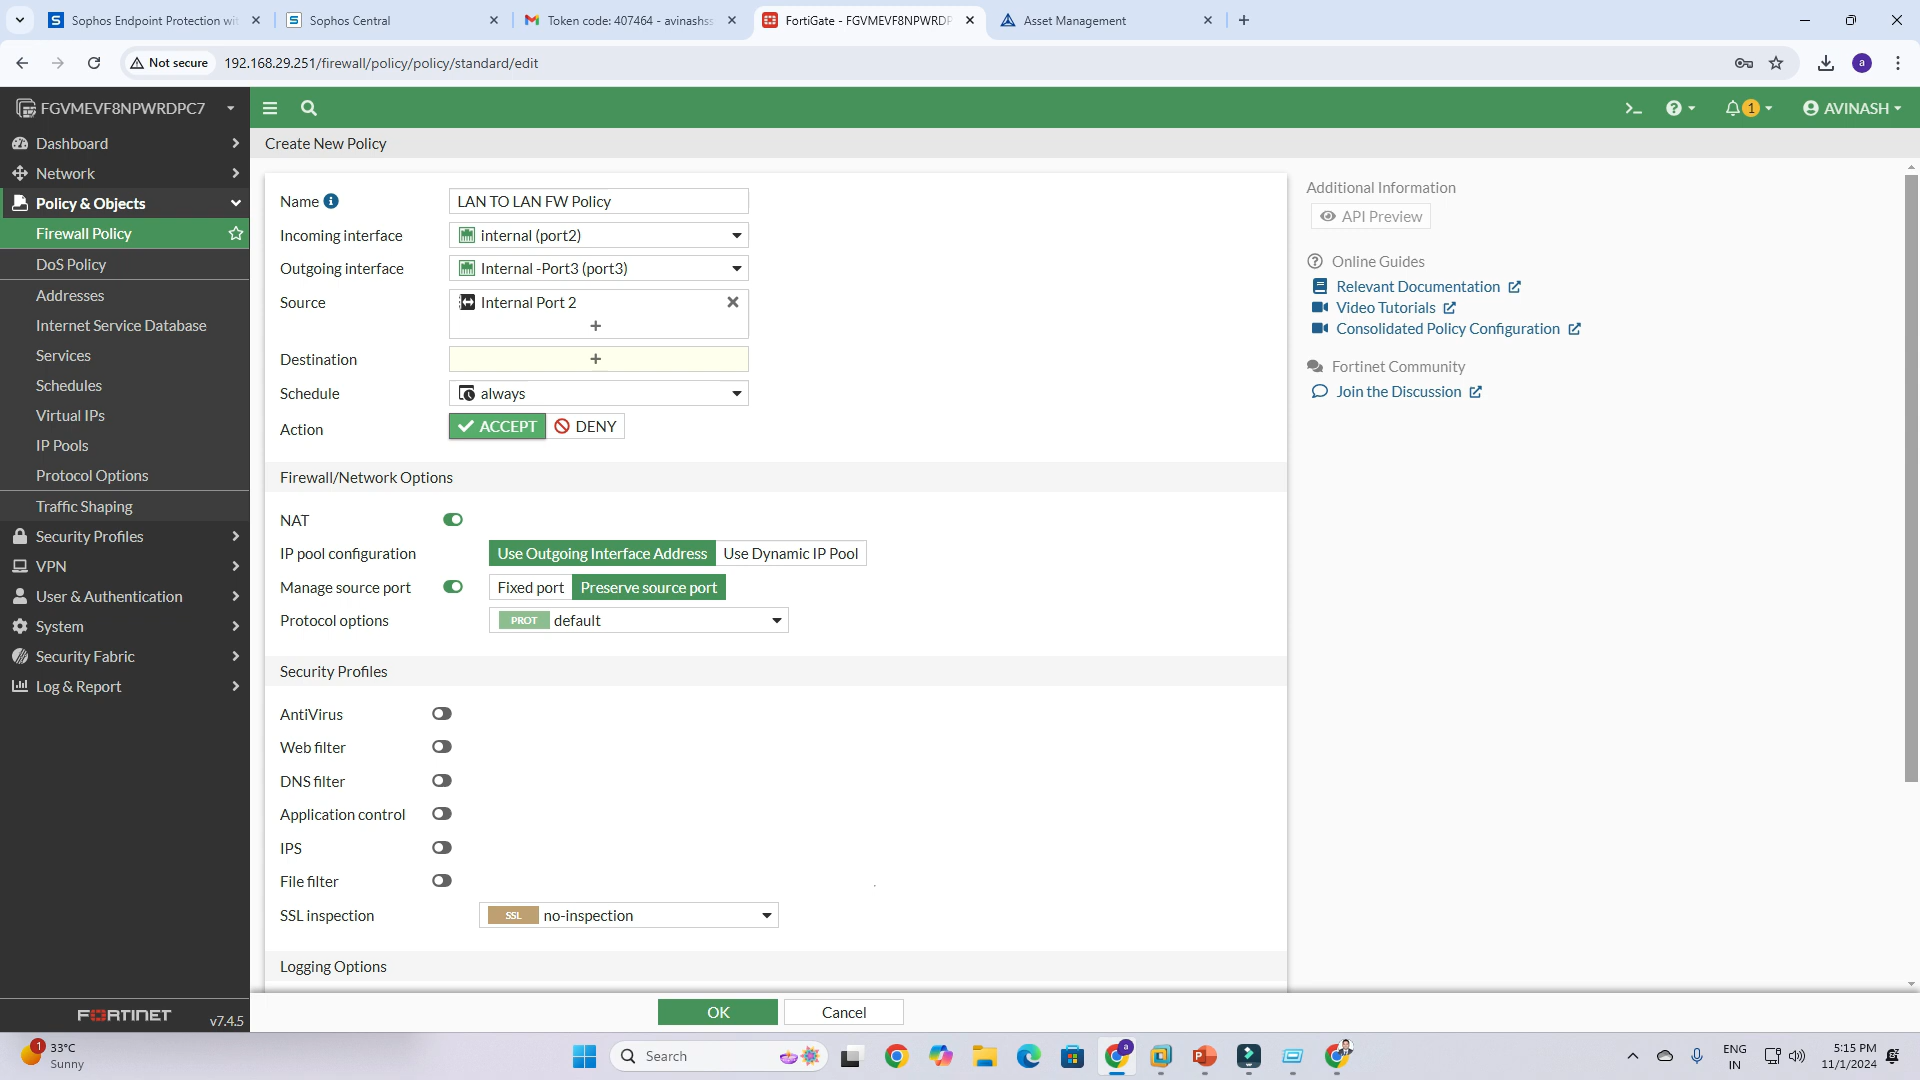 Sophos Endpoint Protection wit
Sophos Central
Token code: 407464 - avinashss
FortiGate - FGVMEVF8NPWRDP
Asset Management
Not secure
192.168.29.251/firewall/policy/policy/standard/edit
a
FGVMEVF8NPWRDPC7
1
AVINASH
Dashboard
Network
Policy & Objects
Firewall Policy
DoS Policy
Addresses
Internet Service Database
Services
Schedules
Virtual IPs
IP Pools
Protocol Options
Traffic Shaping
Security Profiles
VPN
User & Authentication
System
Security Fabric
Log & Report
FORTINET
v7.4.5
Create New Policy
Name
LAN TO LAN FW Policy
Incoming interface
internal (port2)
Outgoing interface
Internal -Port3 (port3)
Source
Internal Port 2
+
Destination
+
Schedule
always
Action
ACCEPT
DENY
Firewall/Network Options
NAT
IP pool configuration
Use Outgoing Interface Address
Use Dynamic IP Pool
Manage source port
Fixed port
Preserve source port
Protocol options
PROT
default
Security Profiles
AntiVirus
Web filter
DNS filter
Application control
IPS
File filter
SSL inspection
SSL
no-inspection
Logging Options
OK
Cancel
Additional Information
API Preview
Online Guides
Relevant Documentation
Video Tutorials
Consolidated Policy Configuration
Fortinet Community
Join the Discussion
1
33°C
Sunny
Search
a
ENG
IN
5:15 PM
11/1/2024